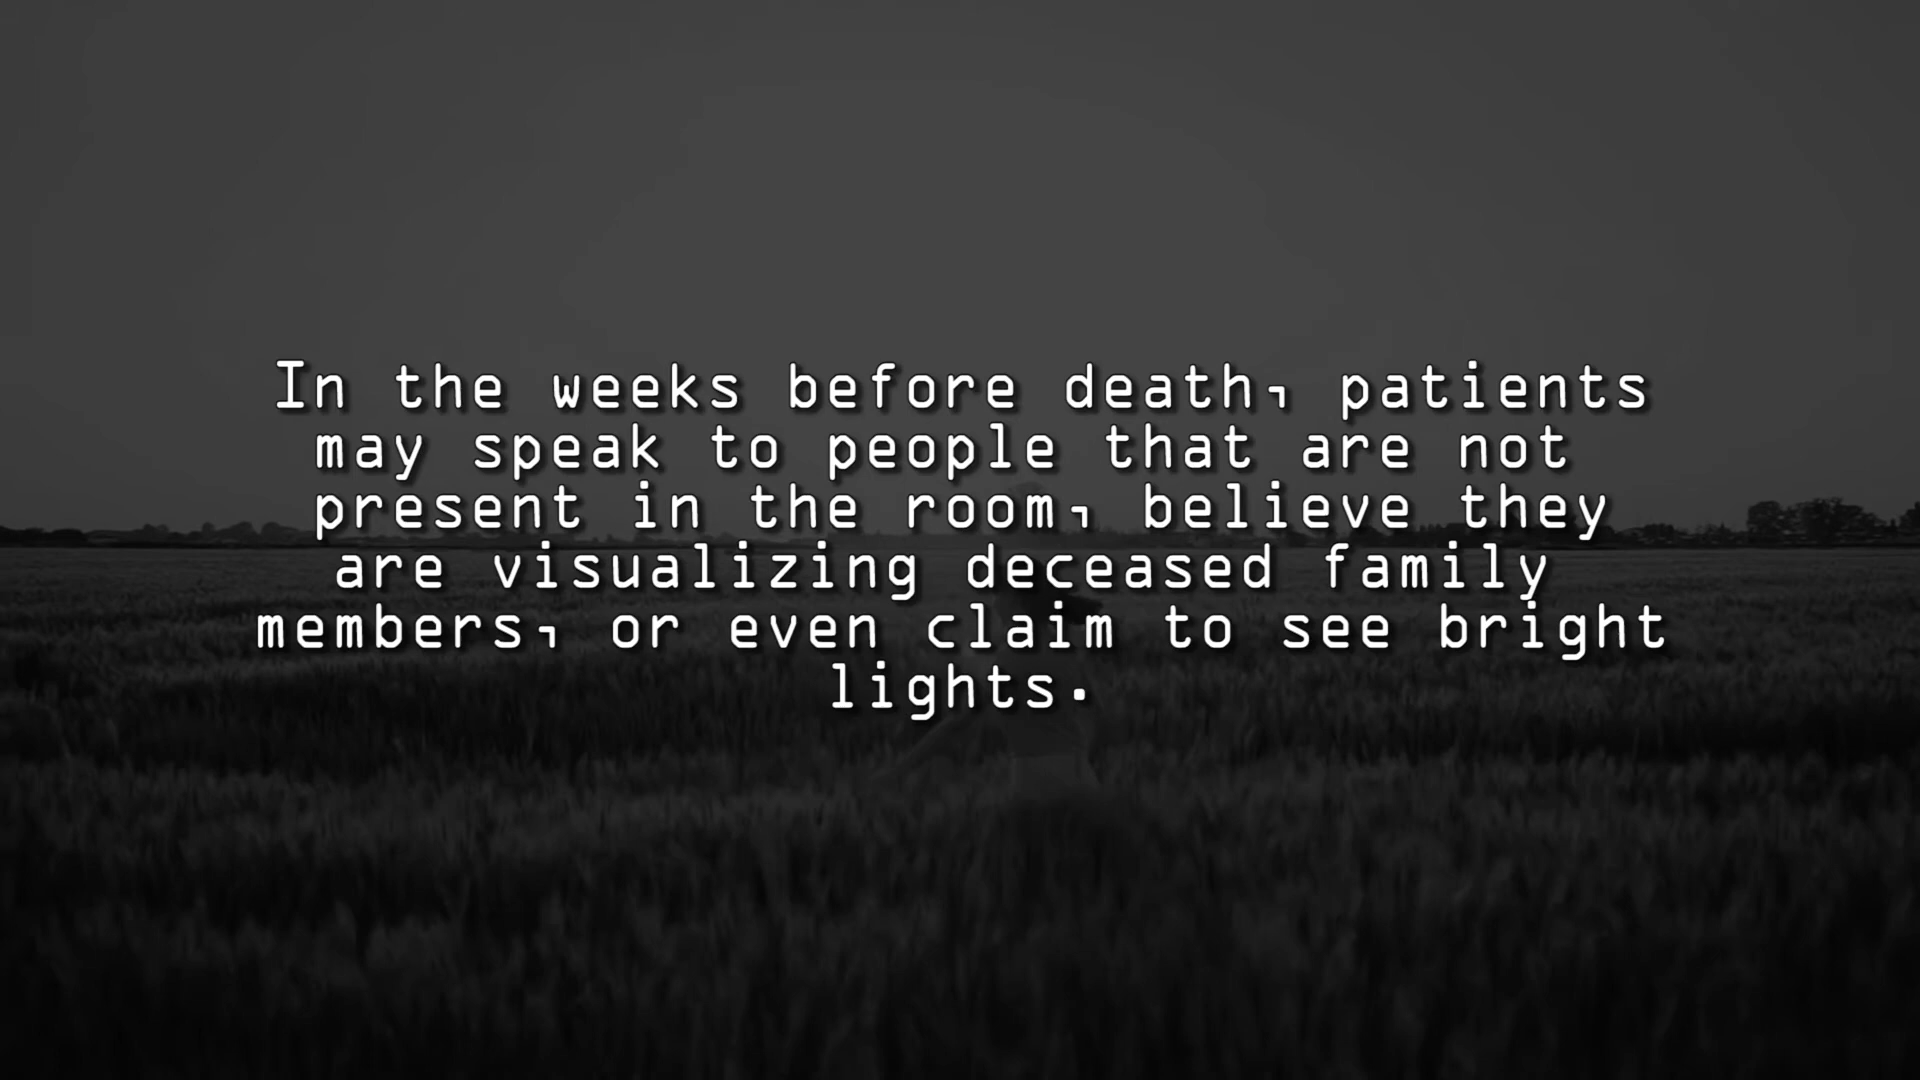 In the weeks before death, patients
may speak to people that are not
present in the room, believe they
are visualizing deceased family
members, or even claim to see bright
lights.